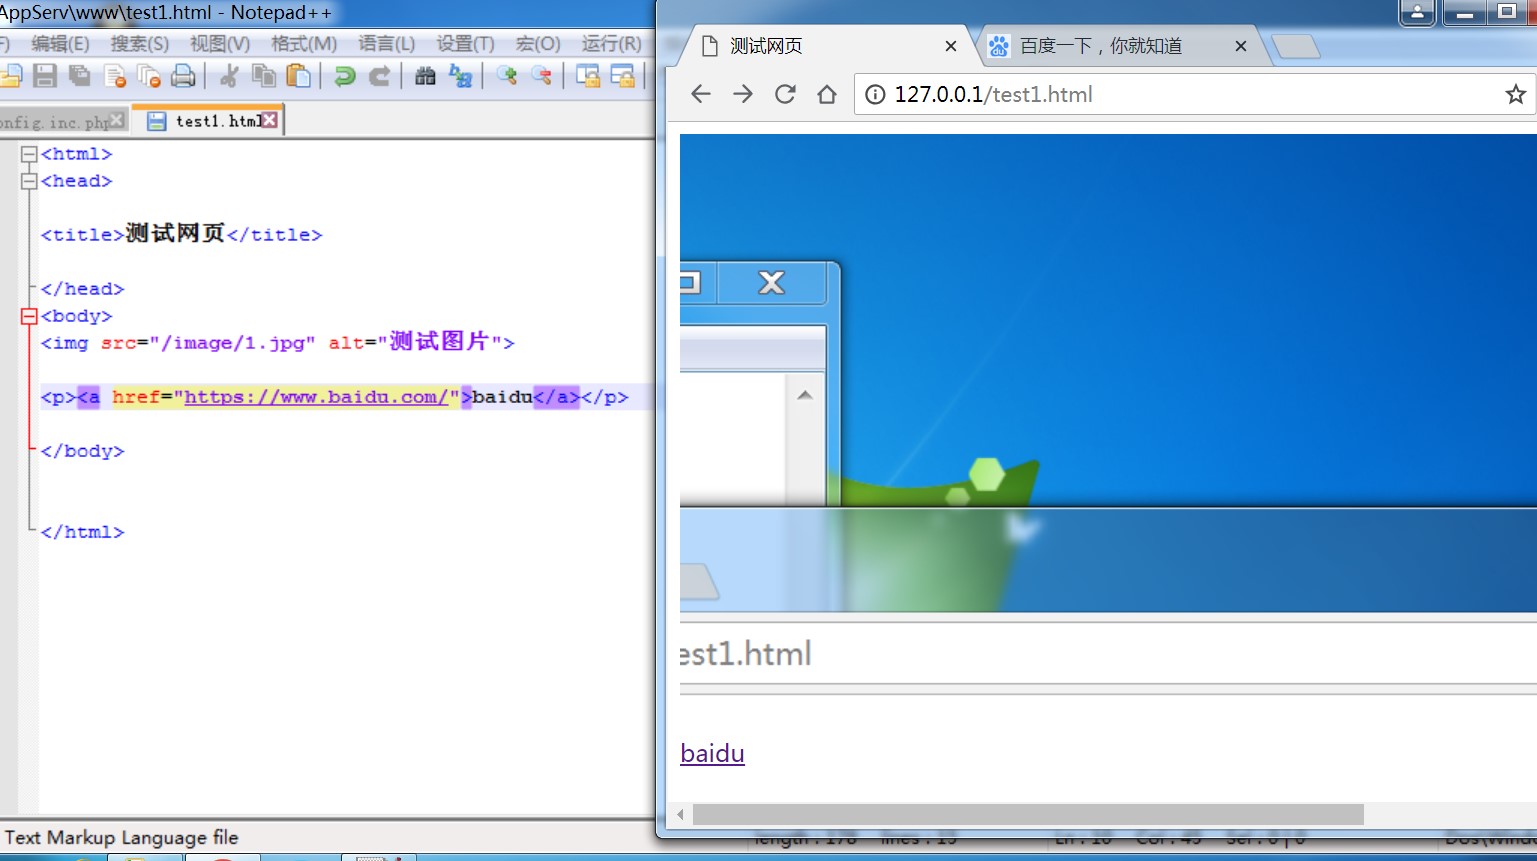 AppServ\www\test1.html - Notepad++
F) 编辑(E) 搜索(S) 视图(V) 格式(M) 语言(L) 设置(T) 宏(O) 运行(R)
onfig.inc.php test1.html
<html>
<head>
<title>测试网页</title>
</head>
<body>
<img src="/image/1.jpg" alt="测试图片">
<p><a href="https://www.baidu.com/">baidu</a></p>
</body>
</html>
Text Markup Language file
测试网页
百度一下，你就知道
127.0.0.1/test1.html
est1.html
baidu